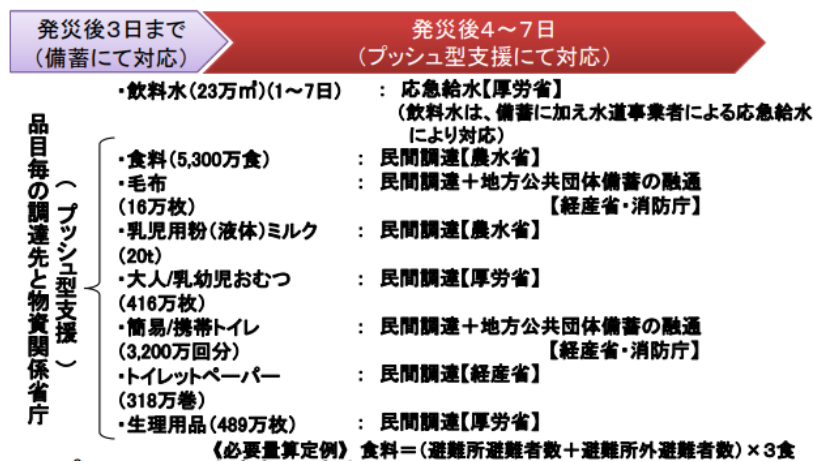 発災後3日まで
(備蓄にて対応)
発災後4~7日
(プッシュ型支援にて対応)
品目毎の調達先と物資関係省庁
(プッシュ型支援)
・飲料水(23万㎥)(1~7日) : 応急給水【厚労省】
(飲料水は、備蓄に加え水道事業者による応急給水
により対応)
・食料(5,300万食) : 民間調達【農水省】
・毛布 : 民間調達+地方公共団体備蓄の融通
(16万枚) 【経産省・消防庁】
・乳児用粉(液体)ミルク : 民間調達【農水省】
(20t)
・大人/乳幼児おむつ : 民間調達【厚労省】
(416万枚)
・簡易/携帯トイレ : 民間調達+地方公共団体備蓄の融通
(3,200万回分) 【経産省・消防庁】
・トイレットペーパー : 民間調達【経産省】
(318万巻)
・生理用品(489万枚) : 民間調達【厚労省】
《必要量算定例》 食料=(避難所避難者数+避難所外避難者数)×3食